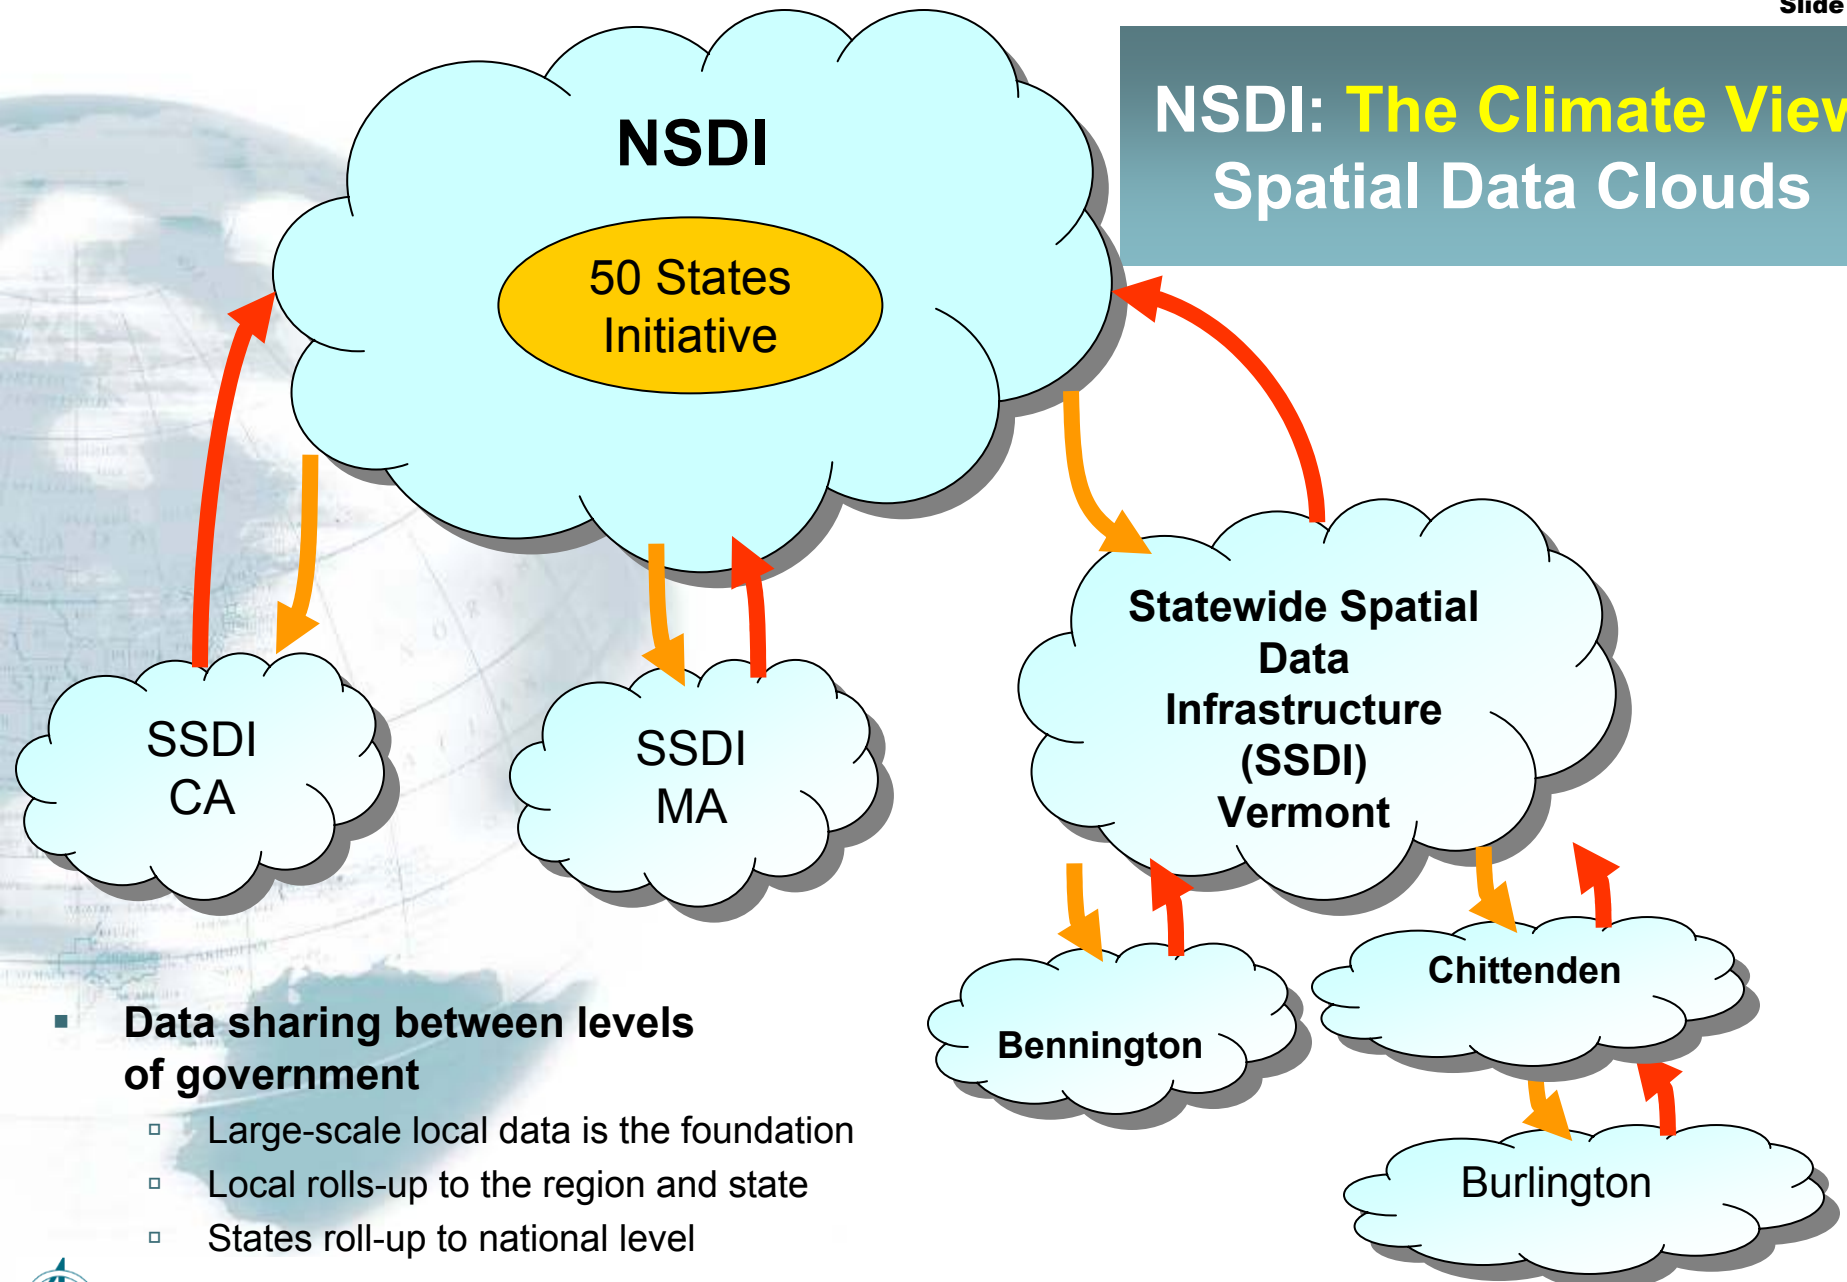 Slide
NSDI: The Climate View
Spatial Data Clouds
NSDI
50 States
Initiative
SSDI
CA
SSDI
MA
Statewide Spatial
Data
Infrastructure
(SSDI)
Vermont
Bennington
Chittenden
Burlington
Data sharing between levels
of government
Large-scale local data is the foundation
Local rolls-up to the region and state
States roll-up to national level